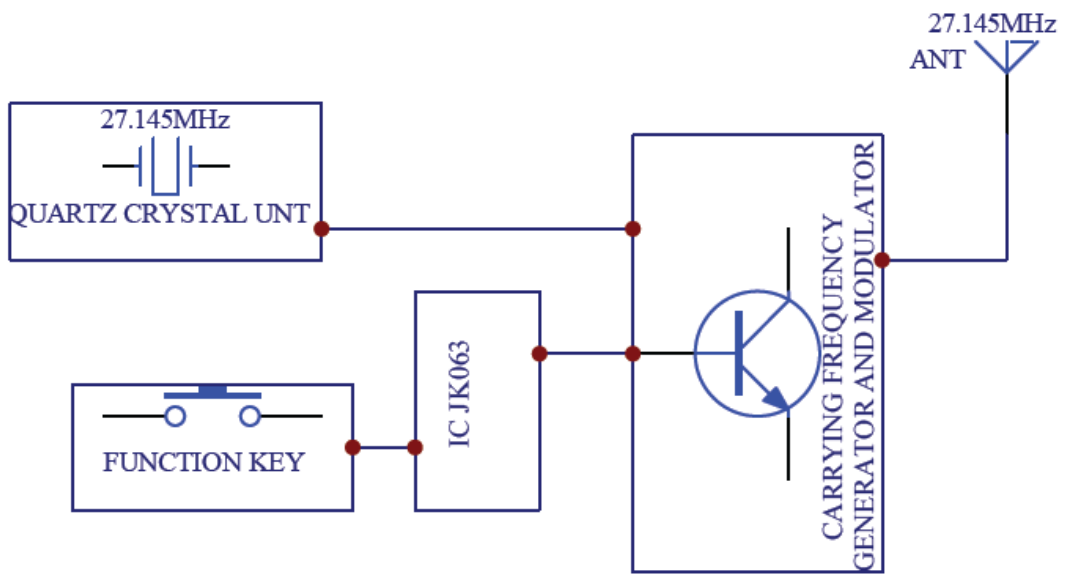 27.145MHz
ANT
27.145MHz
QUARTZ CRYSTAL UNT
IC JK063
FUNCTION KEY
CARRYING FREQUENCY
GENERATOR AND MODULATOR